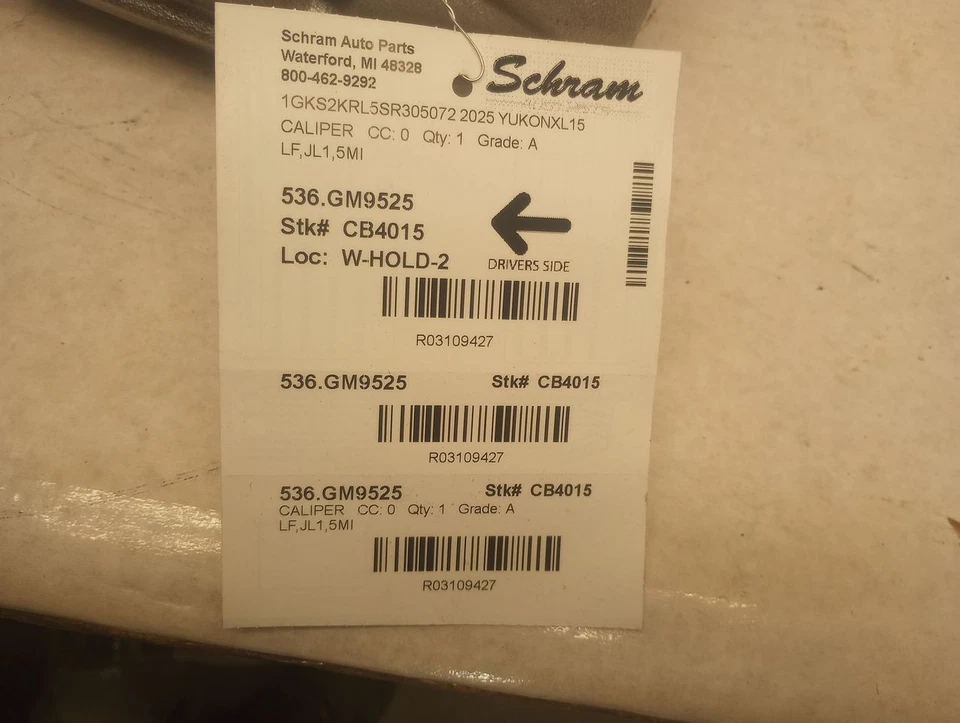 Schram Auto Parts
Waterford, MI 48328
800-462-9292
Schram
1GKS2KRL5SR305072 2025 YUKONXL15
CALIPER CC: 0 Qty: 1 Grade: A
LF,JL1,5MI
536.GM9525
Stk# CB4015
Loc: W-HOLD-2
DRIVERS SIDE
R03109427
536.GM9525 Stk# CB4015
R03109427
536.GM9525 Stk# CB4015
CALIPER CC: 0 Qty: 1 Grade: A
LF,JL1,5MI
R03109427